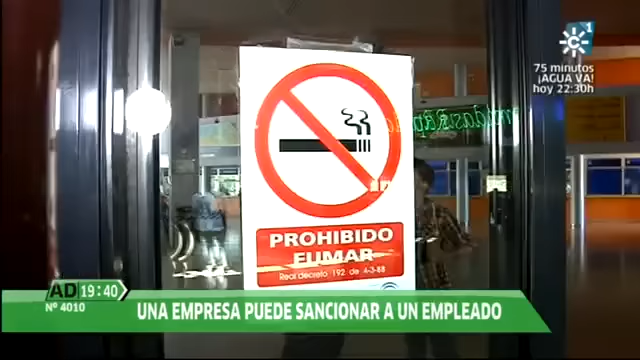 75 minutos
¡AGUA VA!
hoy 22:30h
PROHIBIDO
FUMAR
Real decreto 192 de 4-3-88
AD 19:40
Nº 4010
UNA EMPRESA PUEDE SANCIONAR A UN EMPLEADO